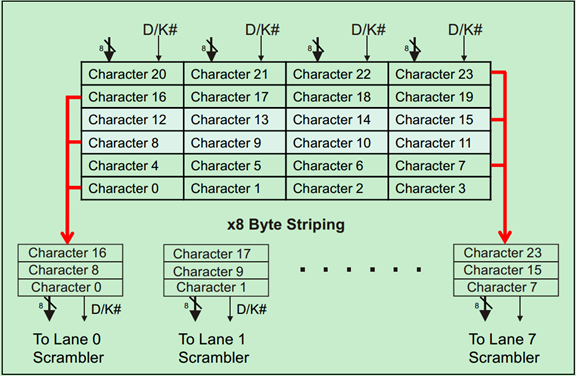 D/K# D/K# D/K# D/K#
8 8 8 8
Character 20 Character 21 Character 22 Character 23
Character 16 Character 17 Character 18 Character 19
Character 12 Character 13 Character 14 Character 15
Character 8 Character 9 Character 10 Character 11
Character 4 Character 5 Character 6 Character 7
Character 0 Character 1 Character 2 Character 3
x8 Byte Striping
Character 16 Character 17 Character 23
Character 8 Character 9 Character 15
Character 0 Character 1 Character 7
8 D/K# 8 D/K# 8 D/K#
To Lane 0 To Lane 1 To Lane 7
Scrambler Scrambler Scrambler